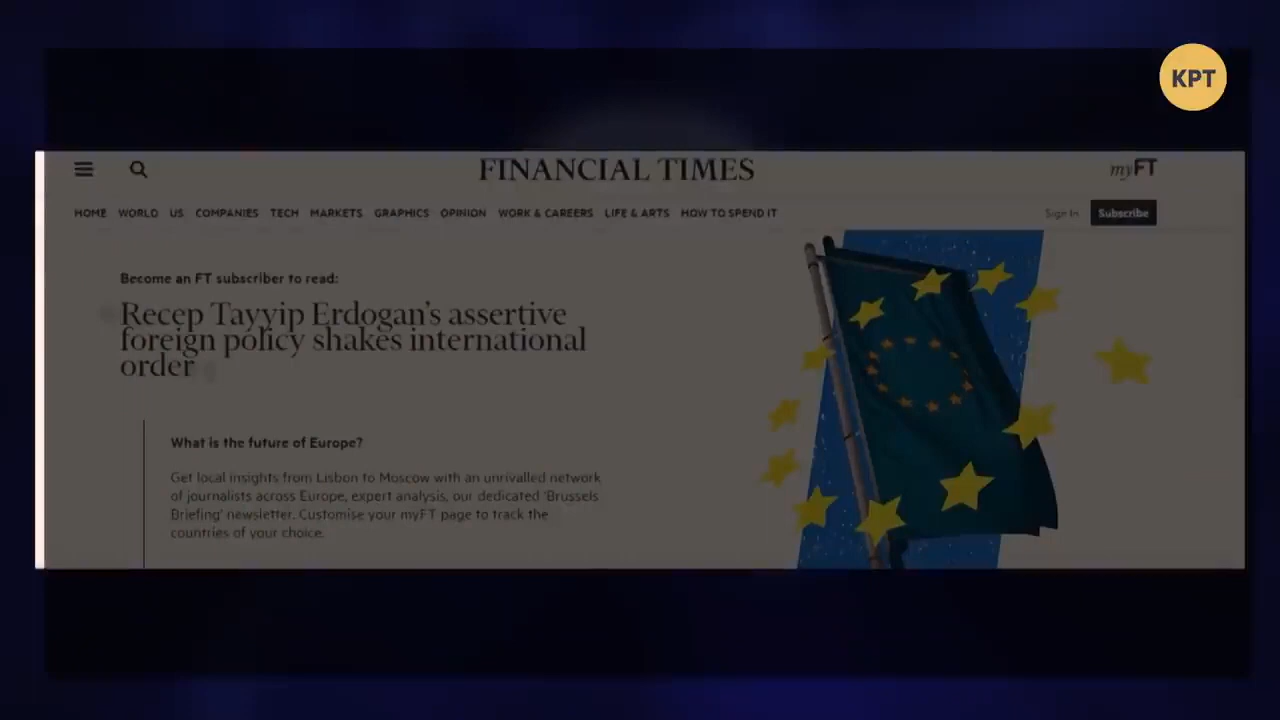 KPT
FINANCIAL TIMES
myFT
HOME WORLD US COMPANIES TECH MARKETS GRAPHICS OPINION WORK & CAREERS LIFE & ARTS HOW TO SPEND IT
Sign In Subscribe
Become an FT subscriber to read:
Recep Tayyip Erdogan's assertive
foreign policy shakes international
order
What is the future of Europe?
Get local insights from Lisbon to Moscow with an unrivalled network
of journalists across Europe, expert analysis, our dedicated 'Brussels
Briefing' newsletter. Customise your myFT page to track the
countries of your choice.